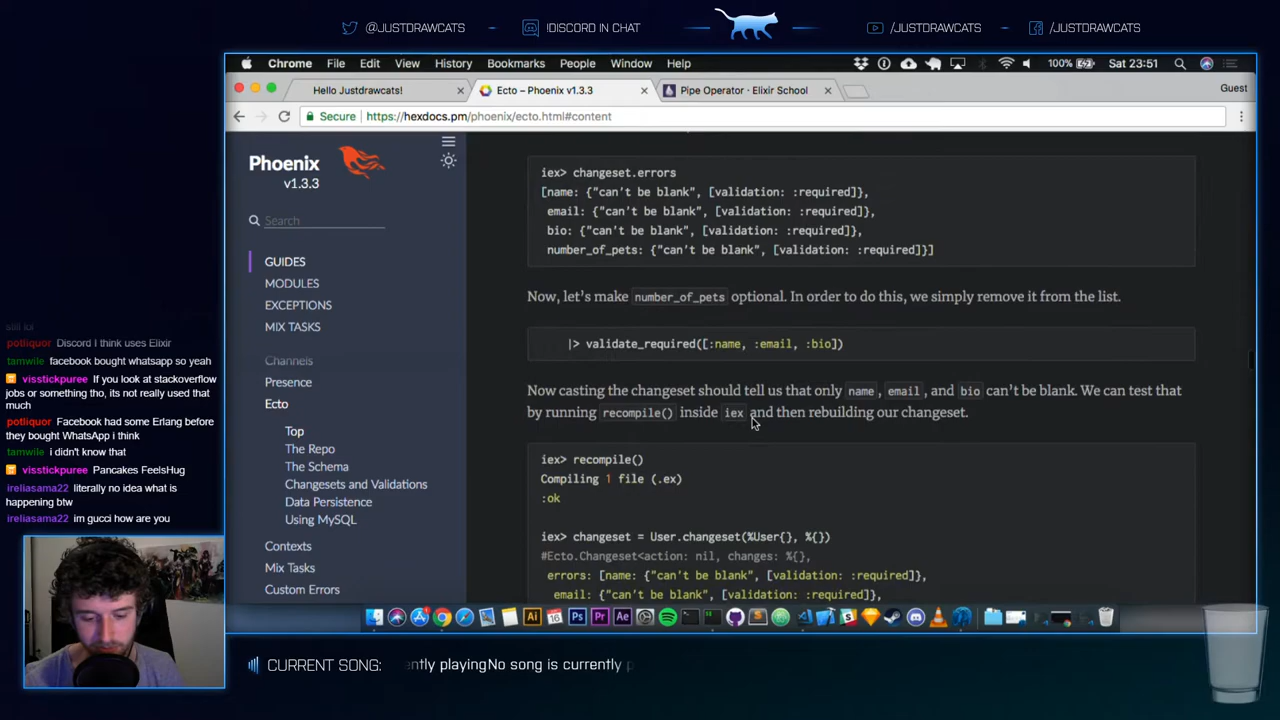 @JUSTDRAWCATS
!DISCORD IN CHAT
/JUSTDRAWCATS
/JUSTDRAWCATS
Chrome File Edit View History Bookmarks People Window Help
100%
Sat 23:51
Hello Justdrawcats!
Ecto – Phoenix v1.3.3
Pipe Operator · Elixir School
Guest
Secure
https://hexdocs.pm/phoenix/ecto.html#content
Phoenix
v1.3.3
Search
GUIDES
MODULES
EXCEPTIONS
MIX TASKS
Channels
Presence
Ecto
Top
The Repo
The Schema
Changesets and Validations
Data Persistence
Using MySQL
Contexts
Mix Tasks
Custom Errors
iex> changeset.errors
[name: {"can't be blank", [validation: :required]},
email: {"can't be blank", [validation: :required]},
bio: {"can't be blank", [validation: :required]},
number_of_pets: {"can't be blank", [validation: :required]}]
Now, let's make number_of_pets optional. In order to do this, we simply remove it from the list.
|> validate_required([:name, :email, :bio])
Now casting the changeset should tell us that only name, email, and bio can't be blank. We can test that
by running recompile() inside iex and then rebuilding our changeset.
iex> recompile()
Compiling 1 file (.ex)
:ok
iex> changeset = User.changeset(%User{}, %{})
#Ecto.Changeset<action: nil, changes: %{},
errors: [name: {"can't be blank", [validation: :required]},
email: {"can't be blank", [validation: :required]},
potliquor Discord I think uses Elixir
tamwile facebook bought whatsapp so yeah
visstickpuree If you look at stackoverflow
jobs or something tho, its not really used that
much
potliquor Facebook had some Erlang before
they bought WhatsApp i think
tamwile i didn't know that
visstickpuree Pancakes FeelsHug
ireliasama22 literally no idea what is
happening btw
ireliasama22 im gucci how are you
16
Ai
Ps
Pr
Ae
CURRENT SONG:
ently playingNo song is currently p